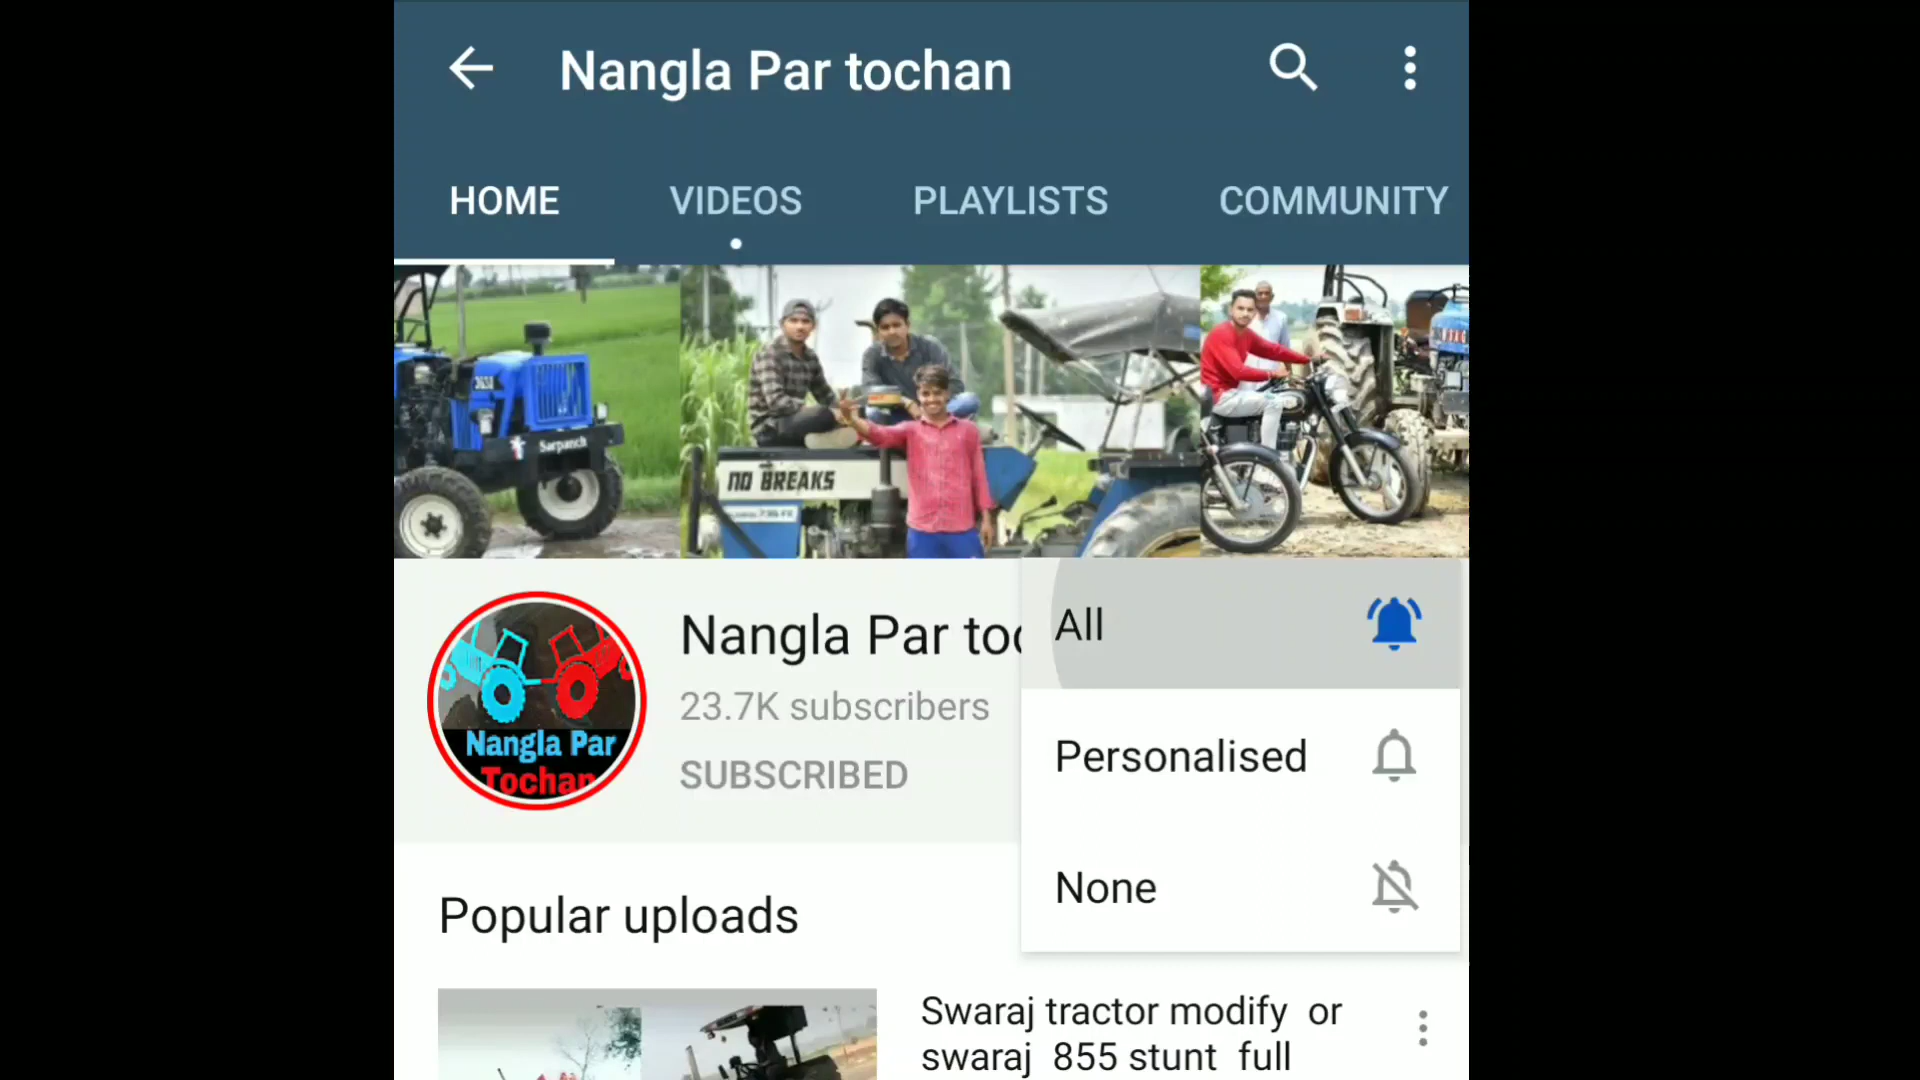 Nangla Par tochan
HOME
VIDEOS
PLAYLISTS
COMMUNITY
3630
Sarpanch
NO BREAKS
Nangla Par
Tochan
Nangla Par toc
23.7K subscribers
SUBSCRIBED
All
Personalised
None
Popular uploads
Swaraj tractor modify or
swaraj 855 stunt full